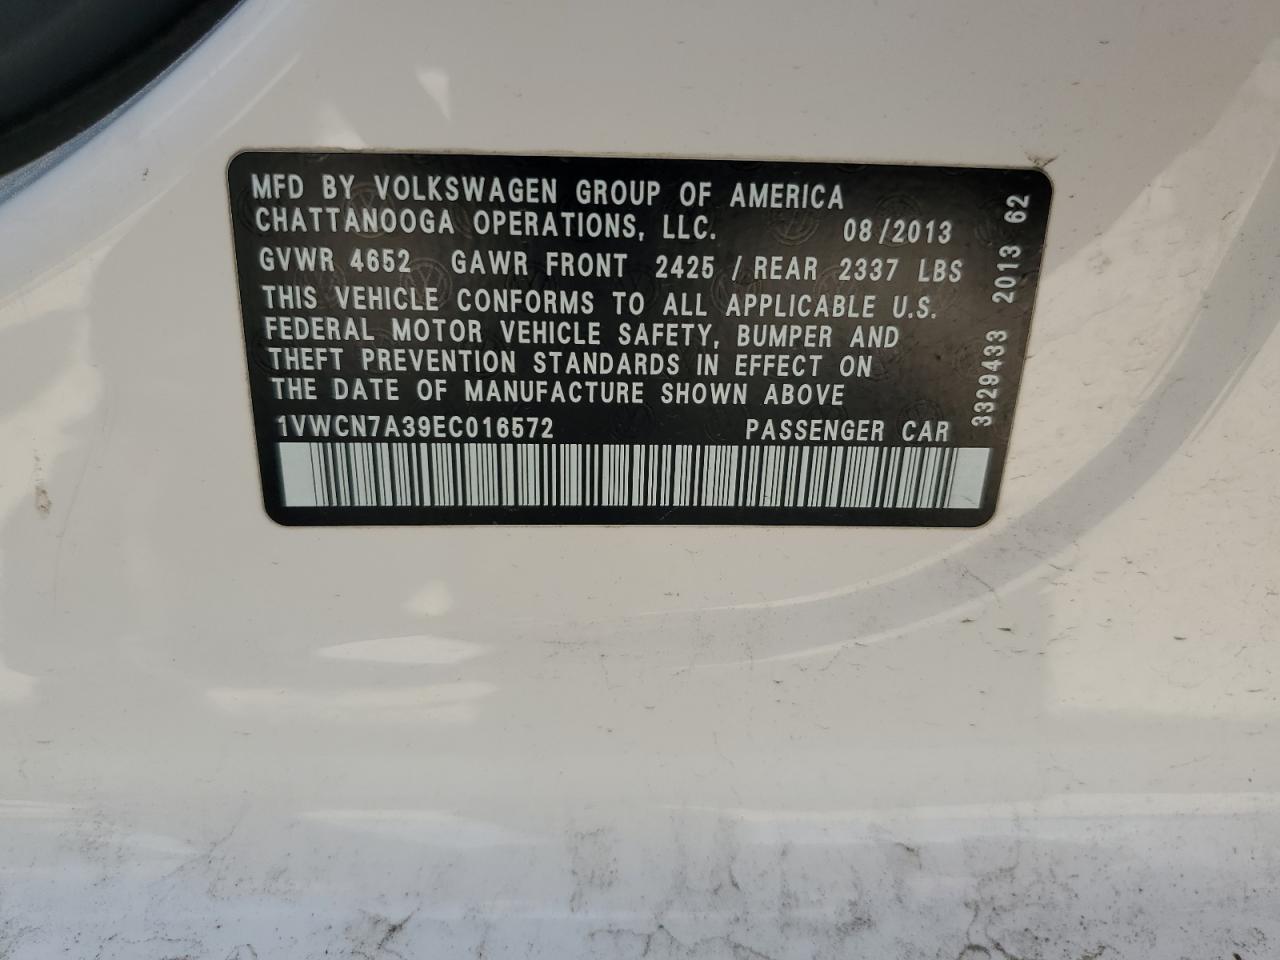 MFD BY VOLKSWAGEN GROUP OF AMERICA
CHATTANOOGA OPERATIONS, LLC. 08/2013
GVWR 4652 GAWR FRONT 2425 / REAR 2337 LBS
THIS VEHICLE CONFORMS TO ALL APPLICABLE U.S.
FEDERAL MOTOR VEHICLE SAFETY, BUMPER AND
THEFT PREVENTION STANDARDS IN EFFECT ON
THE DATE OF MANUFACTURE SHOWN ABOVE
1VWCN7A39EC016572 PASSENGER CAR
3329433 2013 62